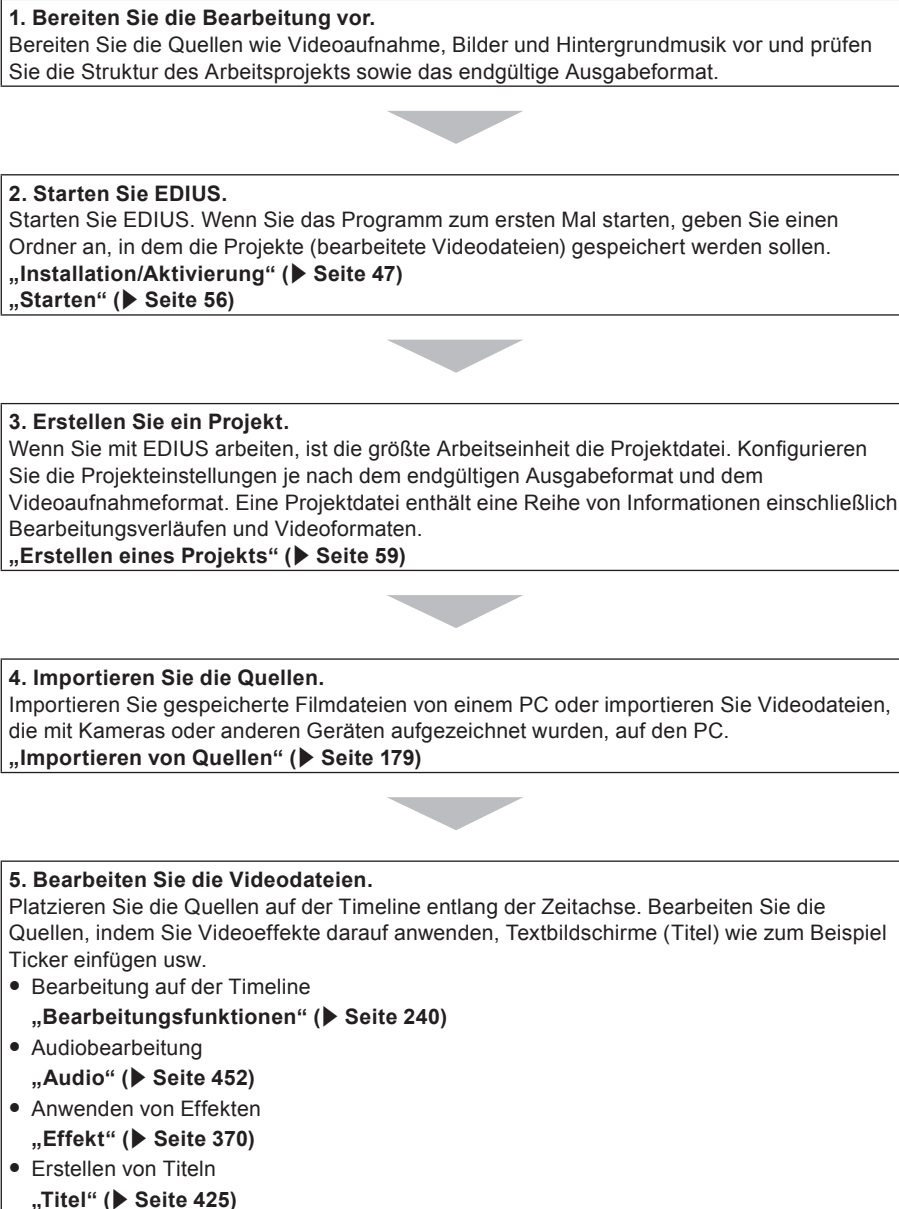 1. Bereiten Sie die Bearbeitung vor.
Bereiten Sie die Quellen wie Videoaufnahme, Bilder und Hintergrundmusik vor und prüfen
Sie die Struktur des Arbeitsprojekts sowie das endgültige Ausgabeformat.
2. Starten Sie EDIUS.
Starten Sie EDIUS. Wenn Sie das Programm zum ersten Mal starten, geben Sie einen
Ordner an, in dem die Projekte (bearbeitete Videodateien) gespeichert werden sollen.
„Installation/Aktivierung“ (▶ Seite 47)
„Starten“ (▶ Seite 56)
3. Erstellen Sie ein Projekt.
Wenn Sie mit EDIUS arbeiten, ist die größte Arbeitseinheit die Projektdatei. Konfigurieren
Sie die Projekteinstellungen je nach dem endgültigen Ausgabeformat und dem
Videoaufnahmeformat. Eine Projektdatei enthält eine Reihe von Informationen einschließlich
Bearbeitungsverläufen und Videoformaten.
„Erstellen eines Projekts“ (▶ Seite 59)
4. Importieren Sie die Quellen.
Importieren Sie gespeicherte Filmdateien von einem PC oder importieren Sie Videodateien,
die mit Kameras oder anderen Geräten aufgezeichnet wurden, auf den PC.
„Importieren von Quellen“ (▶ Seite 179)
5. Bearbeiten Sie die Videodateien.
Platzieren Sie die Quellen auf der Timeline entlang der Zeitachse. Bearbeiten Sie die
Quellen, indem Sie Videoeffekte darauf anwenden, Textbildschirme (Titel) wie zum Beispiel
Ticker einfügen usw.
• Bearbeitung auf der Timeline
„Bearbeitungsfunktionen“ (▶ Seite 240)
• Audiobearbeitung
„Audio“ (▶ Seite 452)
• Anwenden von Effekten
„Effekt“ (▶ Seite 370)
• Erstellen von Titeln
„Titel“ (▶ Seite 425)